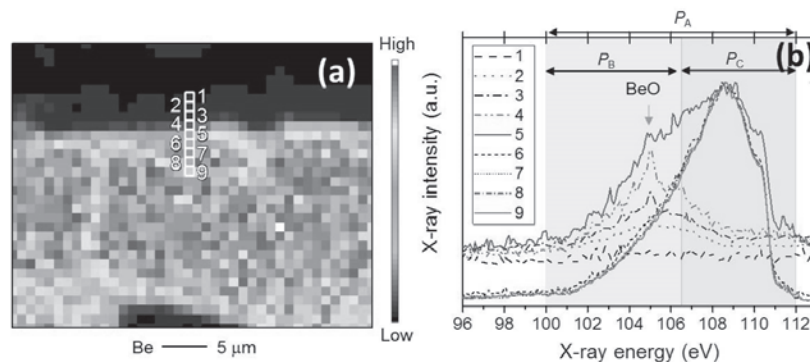 (a)
High
1
2
3
4
5
6
7
8
9
Low
Be — 5 μm
(b)
P_A
P_B
P_C
BeO
1
2
3
4
5
6
7
8
9
X-ray intensity (a.u.)
96 98 100 102 104 106 108 110 112
X-ray energy (eV)